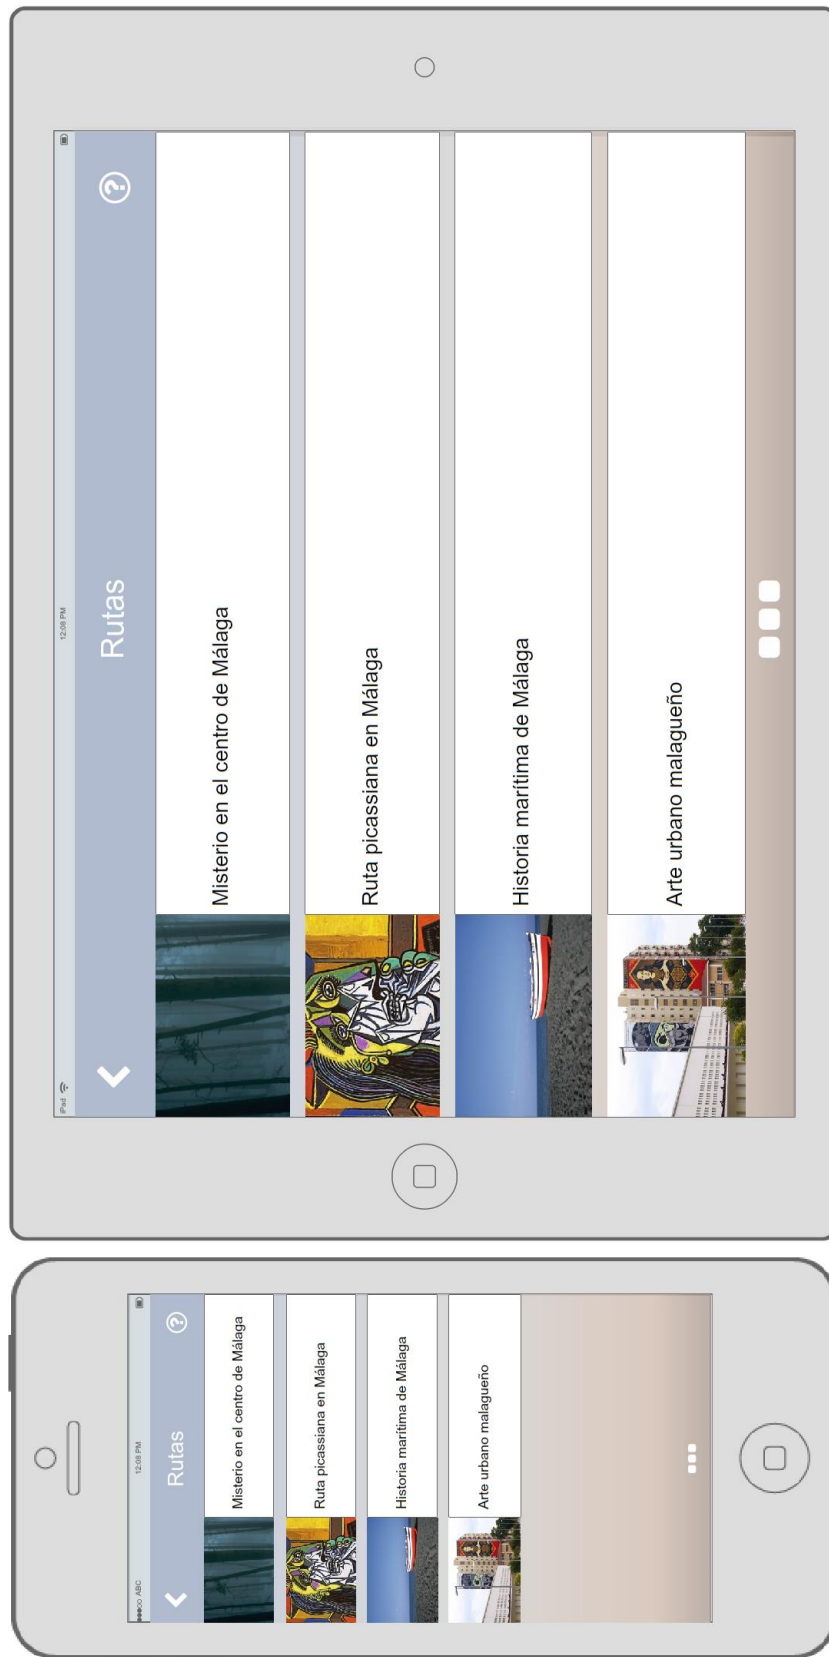 iPad
12:08 PM
Rutas
?
Misterio en el centro de Málaga
Ruta picassiana en Málaga
Historia marítima de Málaga
Arte urbano malagueño
ABC
12:08 PM
Rutas
?
Misterio en el centro de Málaga
Ruta picassiana en Málaga
Historia marítima de Málaga
Arte urbano malagueño